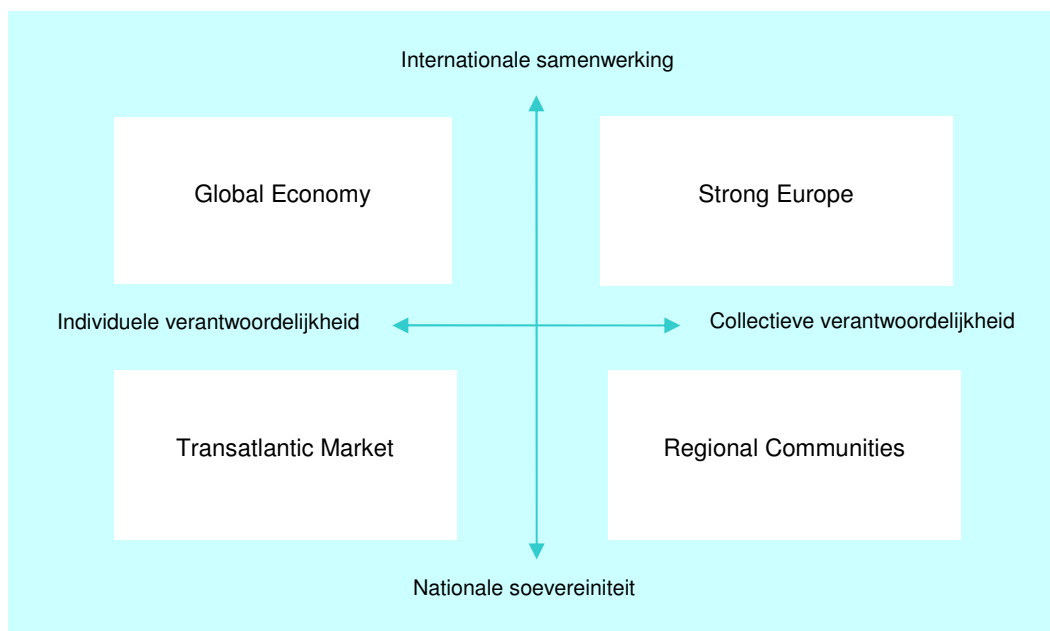 Internationale samenwerking
Global Economy
Strong Europe
Individuele verantwoordelijkheid
Collectieve verantwoordelijkheid
Transatlantic Market
Regional Communities
Nationale soevereiniteit